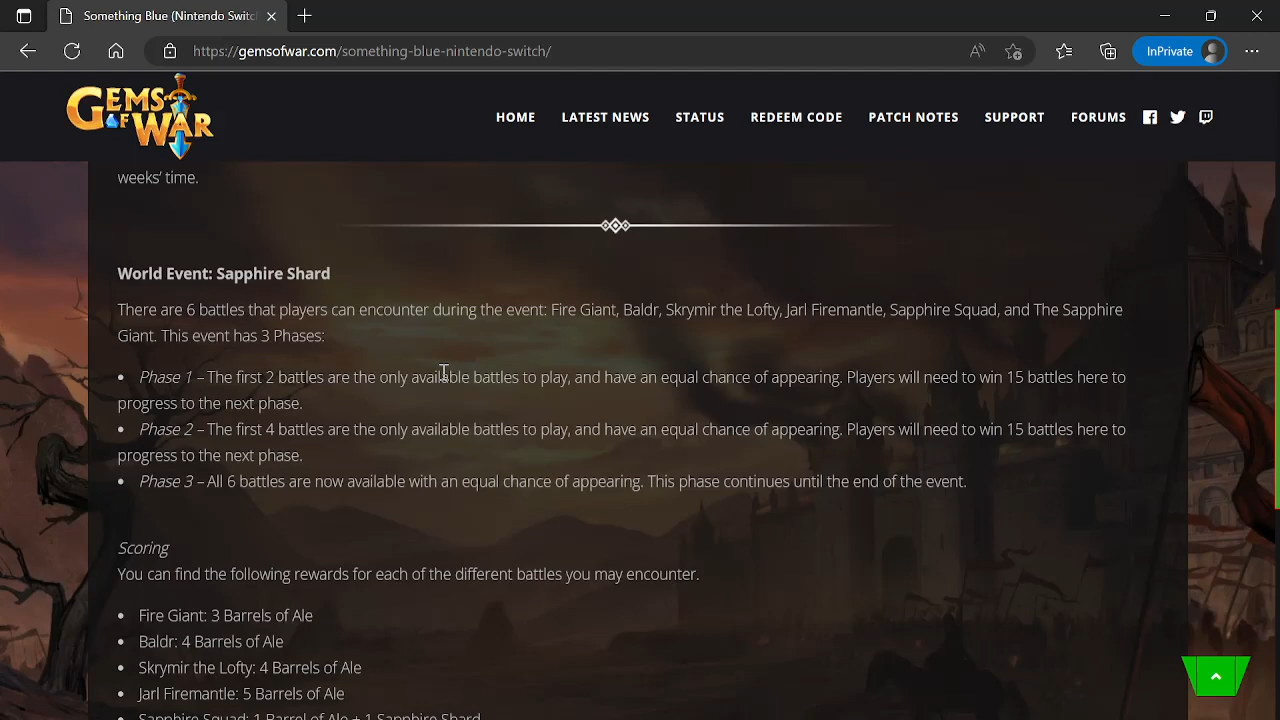 Something Blue (Nintendo Switc
https://gemsofwar.com/something-blue-nintendo-switch/
InPrivate
GEMS OF WAR
HOME LATEST NEWS STATUS REDEEM CODE PATCH NOTES SUPPORT FORUMS
weeks’ time.
World Event: Sapphire Shard
There are 6 battles that players can encounter during the event: Fire Giant, Baldr, Skrymir the Lofty, Jarl Firemantle, Sapphire Squad, and The Sapphire
Giant. This event has 3 Phases:
• Phase 1 – The first 2 battles are the only available battles to play, and have an equal chance of appearing. Players will need to win 15 battles here to
progress to the next phase.
• Phase 2 – The first 4 battles are the only available battles to play, and have an equal chance of appearing. Players will need to win 15 battles here to
progress to the next phase.
• Phase 3 – All 6 battles are now available with an equal chance of appearing. This phase continues until the end of the event.
Scoring
You can find the following rewards for each of the different battles you may encounter.
• Fire Giant: 3 Barrels of Ale
• Baldr: 4 Barrels of Ale
• Skrymir the Lofty: 4 Barrels of Ale
• Jarl Firemantle: 5 Barrels of Ale
• Sapphire Squad: 1 Barrel of Ale + 1 Sapphire Shard